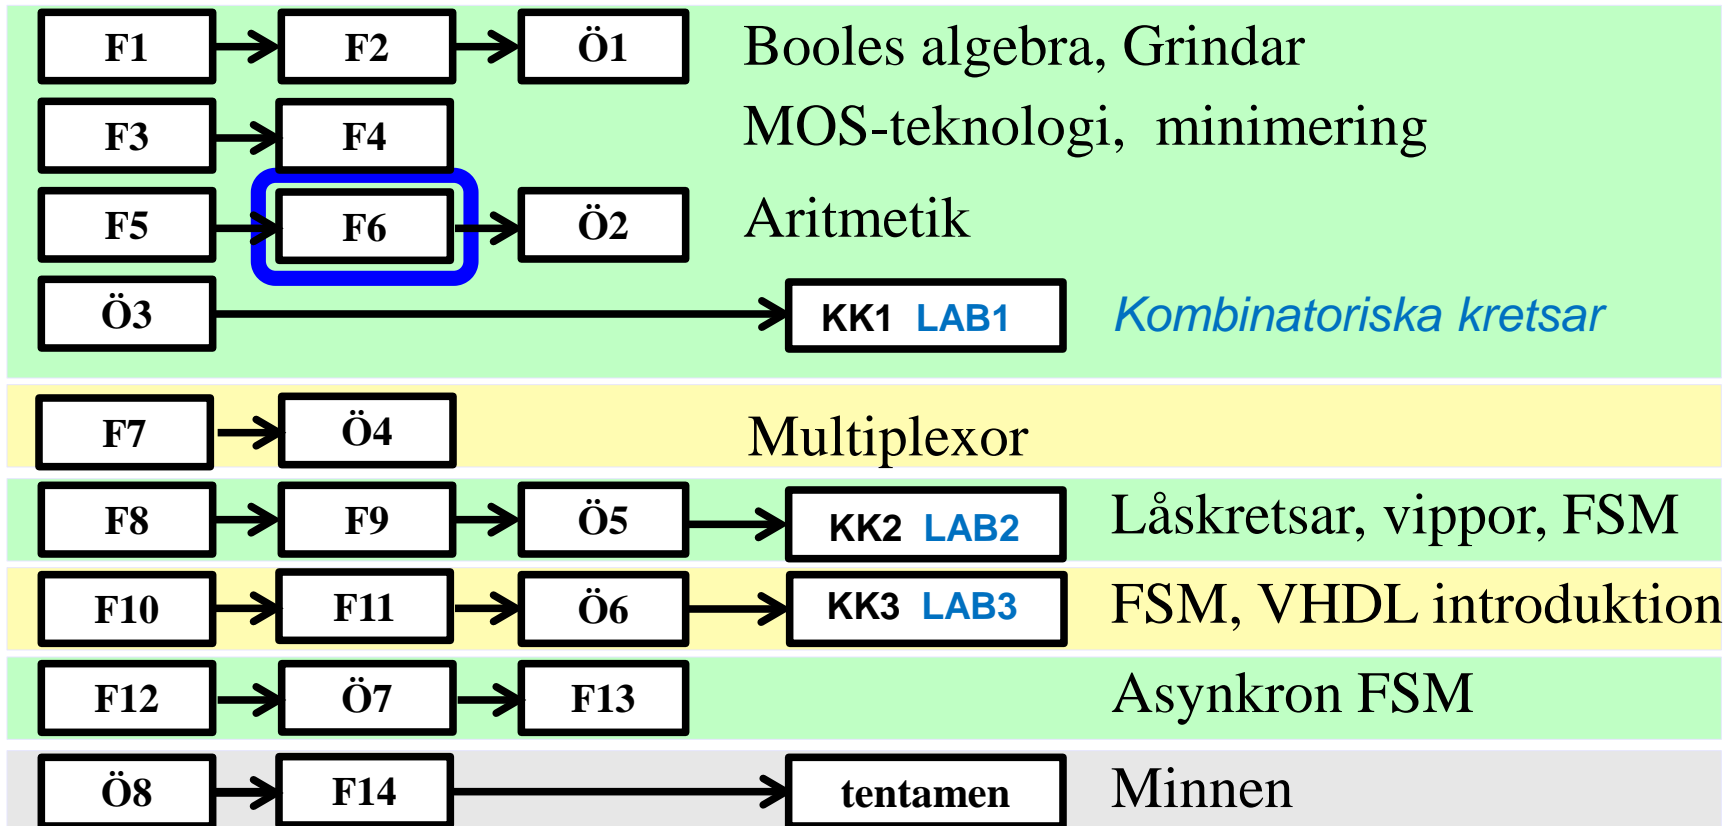 F1 F2 Ö1 Booles algebra, Grindar
F3 F4 MOS-teknologi, minimering
F5 F6 Ö2 Aritmetik
Ö3 KK1 LAB1 Kombinatoriska kretsar
F7 Ö4 Multiplexor
F8 F9 Ö5 KK2 LAB2 Låskretsar, vippor, FSM
F10 F11 Ö6 KK3 LAB3 FSM, VHDL introduktion
F12 Ö7 F13 Asynkron FSM
Ö8 F14 tentamen Minnen